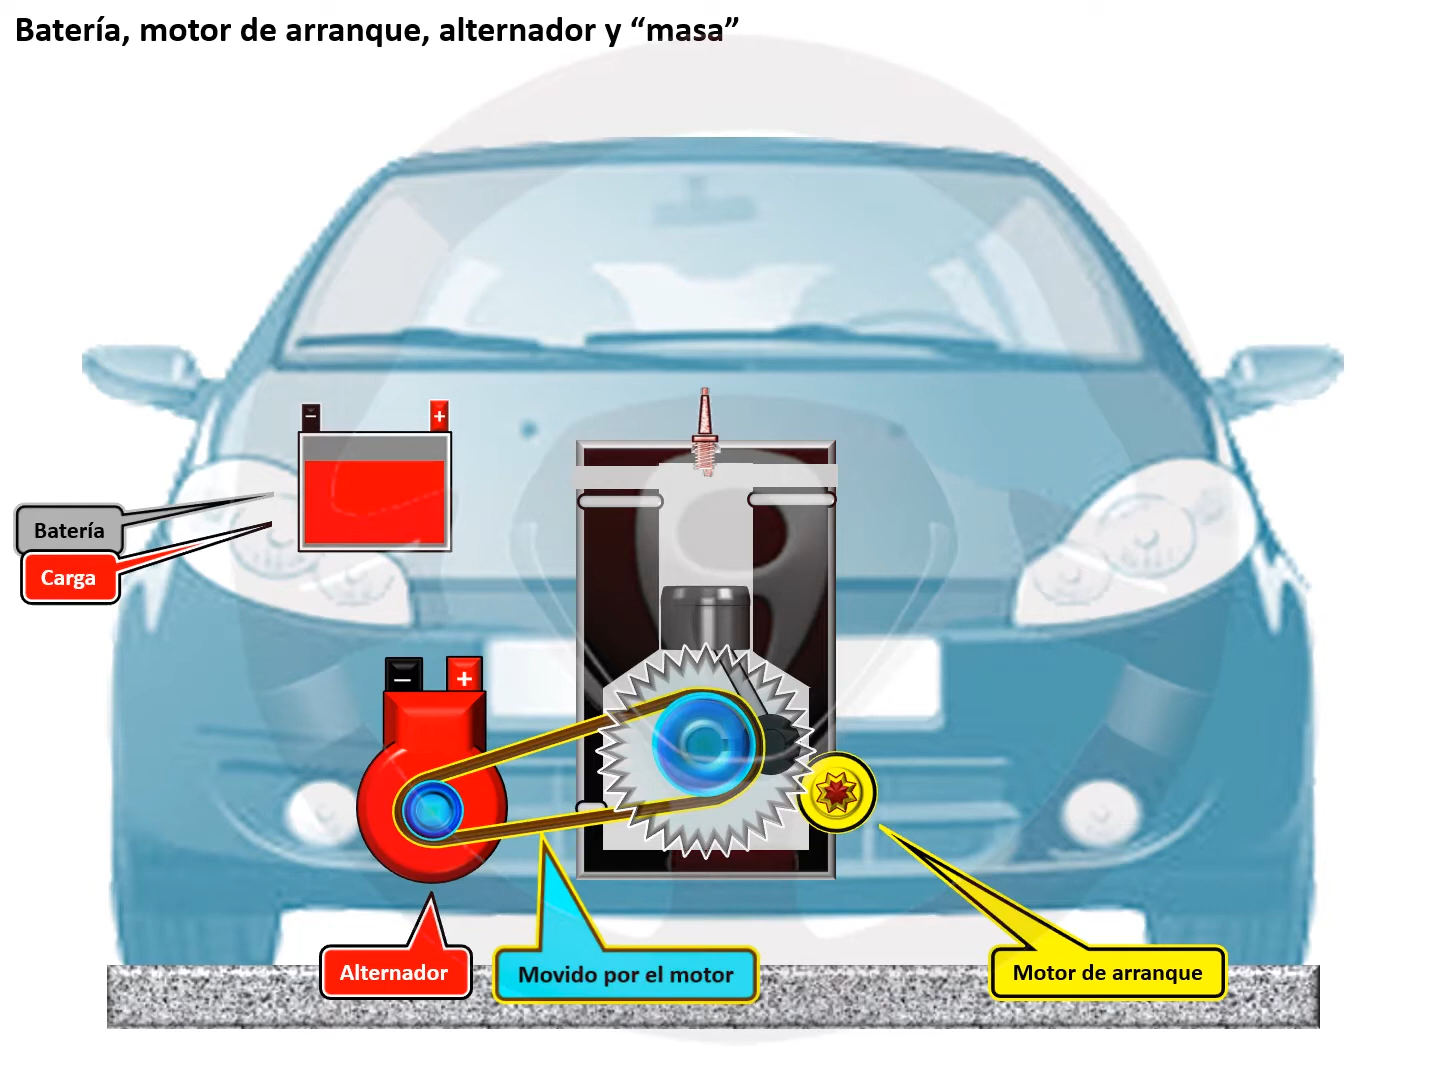 Batería, motor de arranque, alternador y “masa”
−
+
Batería
Carga
−
+
Alternador
Movido por el motor
Motor de arranque